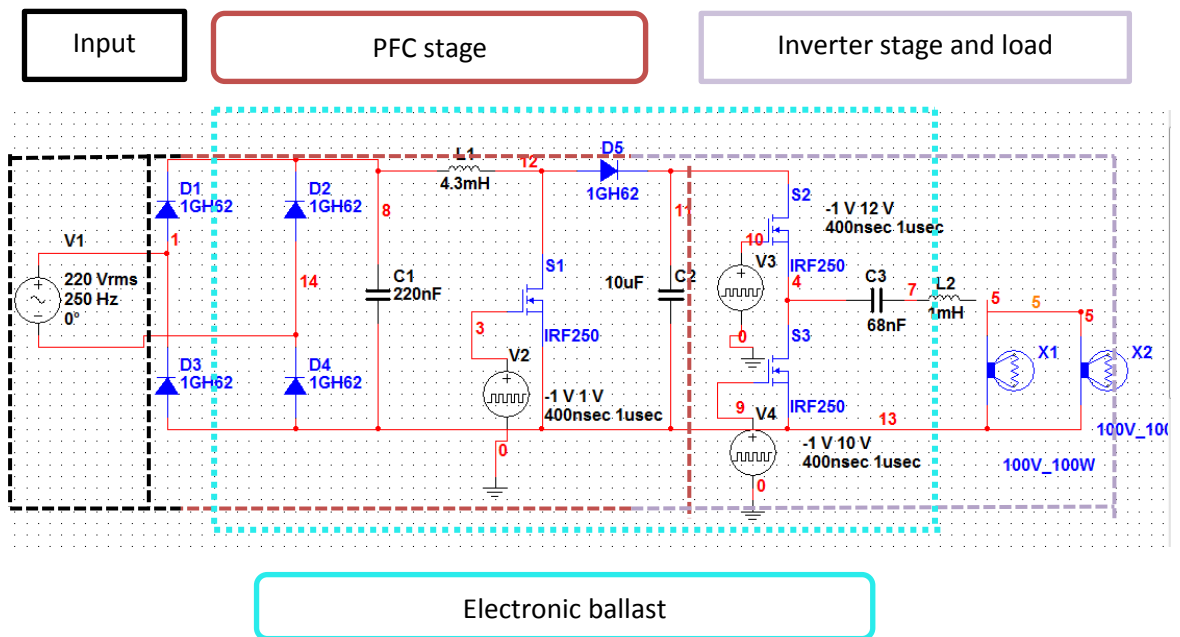 Input
PFC stage
Inverter stage and load
D1
1GH62
D2
1GH62
L1
4.3mH
12
D5
1GH62
8
11
S2
-1 V 12 V
400nsec 1usec
V1
220 Vrms
250 Hz
0°
1
14
C1
220nF
S1
10uF
C2
10
V3
IRF250
4
C3
68nF
7
L2
1mH
5
5
5
3
IRF250
V2
-1 V 1 V
400nsec 1usec
0
0
S3
X1
X2
D3
1GH62
D4
1GH62
9
IRF250
V4
-1 V 10 V
400nsec 1usec
0
13
100V_100W
100V_100
Electronic ballast